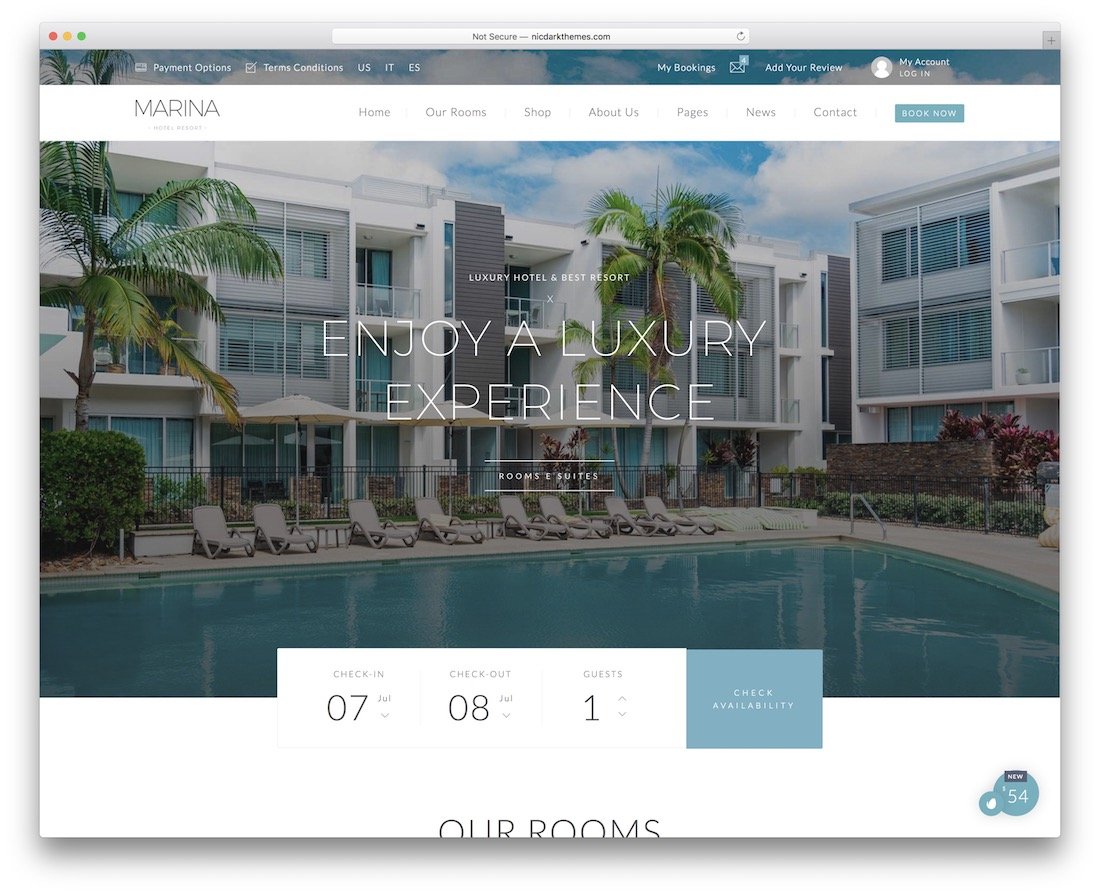 Not Secure — nicdarkthemes.com
Payment Options Terms Conditions US IT ES My Bookings 4 Add Your Review My Account
LOG IN
MARINA
- HOTEL RESORT -
Home Our Rooms Shop About Us Pages News Contact BOOK NOW
LUXURY HOTEL & BEST RESORT
X
ENJOY A LUXURY
EXPERIENCE
ROOMS E SUITES
CHECK-IN CHECK-OUT GUESTS
07 Jul 08 Jul 1
CHECK
AVAILABILITY
NEW
$54
OUR ROOMS